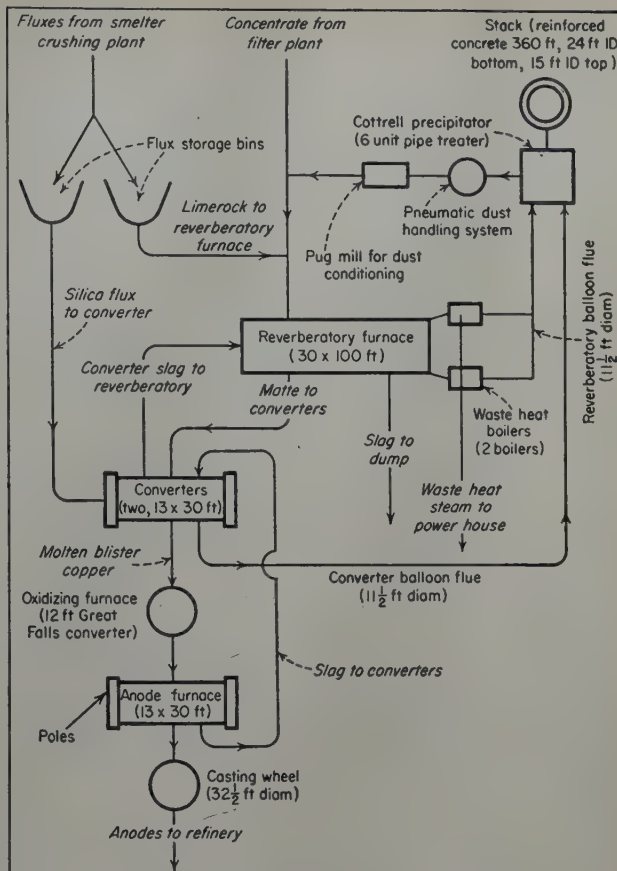 Fluxes from smelter
crushing plant
Concentrate from
filter plant
Stack (reinforced
concrete 360 ft, 24 ft ID
bottom, 15 ft ID top)
Cottrell precipitator
(6 unit pipe treater)
Flux storage bins
Limerock to
reverberatory
furnace
Pneumatic dust
handling system
Pug mill for dust
conditioning
Silica flux
to converter
Reverberatory furnace
(30 x 100 ft)
Reverberatory balloon flue
(11 1/2 ft diam)
Converter slag to
reverberatory
Matte to
converters
Waste heat
boilers
(2 boilers)
Slag to
dump
Waste heat
steam to
power house
Converters
(two, 13 x 30 ft)
Molten blister
copper
Converter balloon flue
(11 1/2 ft diam)
Oxidizing furnace
(12 ft Great
Falls converter)
Slag to converters
Anode furnace
(13 x 30 ft)
Poles
Casting wheel
(32 1/2 ft diam)
Anodes to refinery